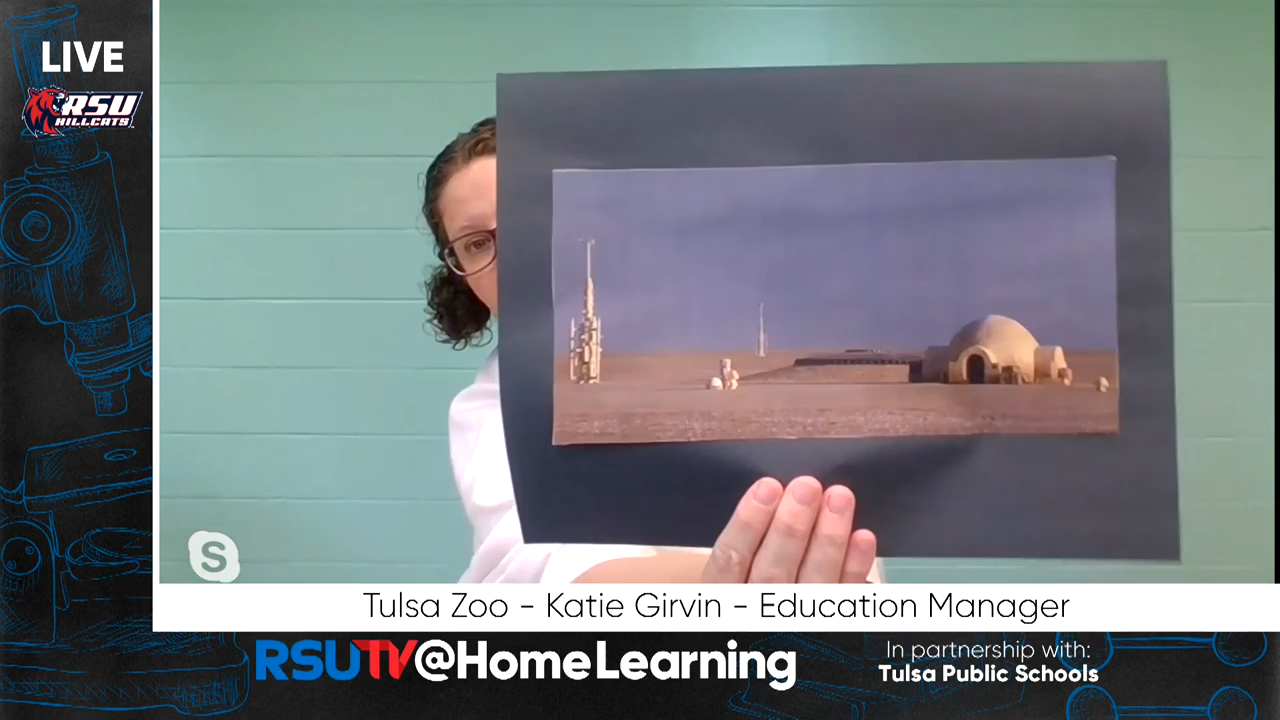 LIVE
RSU
HILLCATS
S
Tulsa Zoo - Katie Girvin - Education Manager
RSUTV@HomeLearning
In partnership with:
Tulsa Public Schools